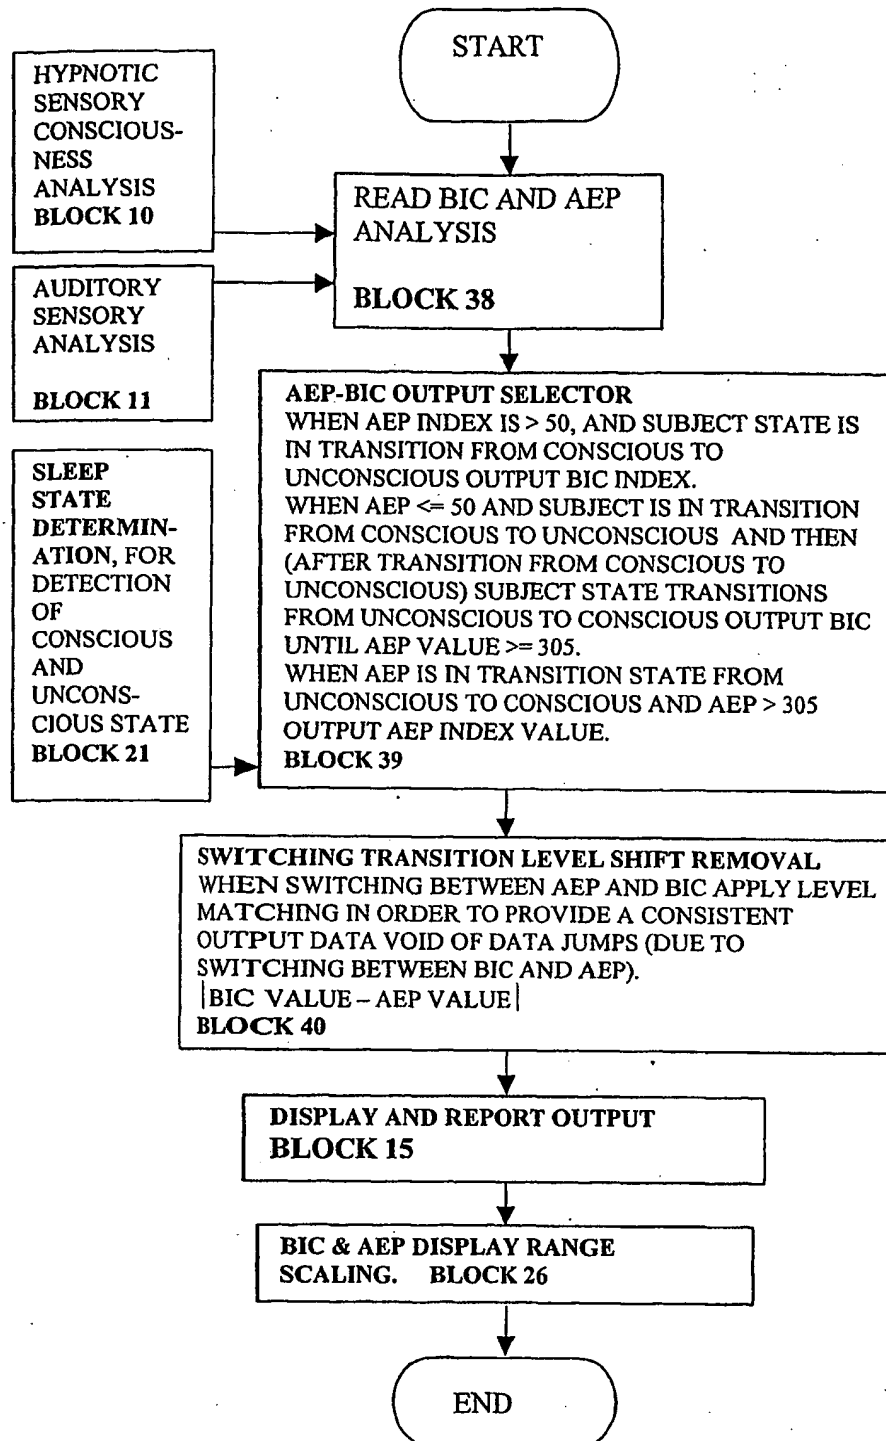 START
HYPNOTIC
SENSORY
CONSCIOUS-
NESS
ANALYSIS
BLOCK 10
READ BIC AND AEP
ANALYSIS
BLOCK 38
AUDITORY
SENSORY
ANALYSIS
BLOCK 11
AEP-BIC OUTPUT SELECTOR
WHEN AEP INDEX IS > 50, AND SUBJECT STATE IS
IN TRANSITION FROM CONSCIOUS TO
UNCONSCIOUS OUTPUT BIC INDEX.
WHEN AEP <= 50 AND SUBJECT IS IN TRANSITION
FROM CONSCIOUS TO UNCONSCIOUS AND THEN
(AFTER TRANSITION FROM CONSCIOUS TO
UNCONSCIOUS) SUBJECT STATE TRANSITIONS
FROM UNCONSCIOUS TO CONSCIOUS OUTPUT BIC
UNTIL AEP VALUE >= 305.
WHEN AEP IS IN TRANSITION STATE FROM
UNCONSCIOUS TO CONSCIOUS AND AEP > 305
OUTPUT AEP INDEX VALUE.
BLOCK 39
SLEEP
STATE
DETERMIN-
ATION, FOR
DETECTION
OF
CONSCIOUS
AND
UNCONS-
CIOUS STATE
BLOCK 21
SWITCHING TRANSITION LEVEL SHIFT REMOVAL
WHEN SWITCHING BETWEEN AEP AND BIC APPLY LEVEL
MATCHING IN ORDER TO PROVIDE A CONSISTENT
OUTPUT DATA VOID OF DATA JUMPS (DUE TO
SWITCHING BETWEEN BIC AND AEP).
|BIC VALUE – AEP VALUE|
BLOCK 40
DISPLAY AND REPORT OUTPUT
BLOCK 15
BIC & AEP DISPLAY RANGE
SCALING. BLOCK 26
END